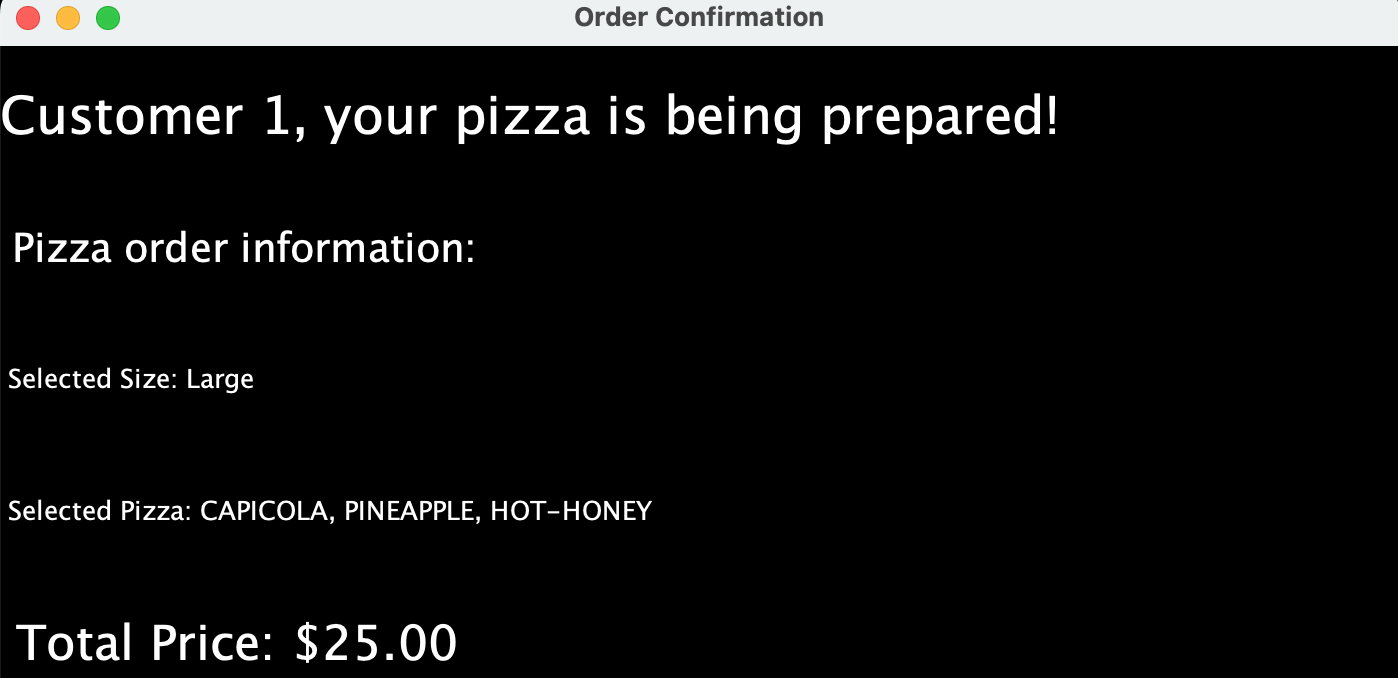 Order Confirmation
Customer 1, your pizza is being prepared!
Pizza order information:
Selected Size: Large
Selected Pizza: CAPICOLA, PINEAPPLE, HOT-HONEY
Total Price: $25.00